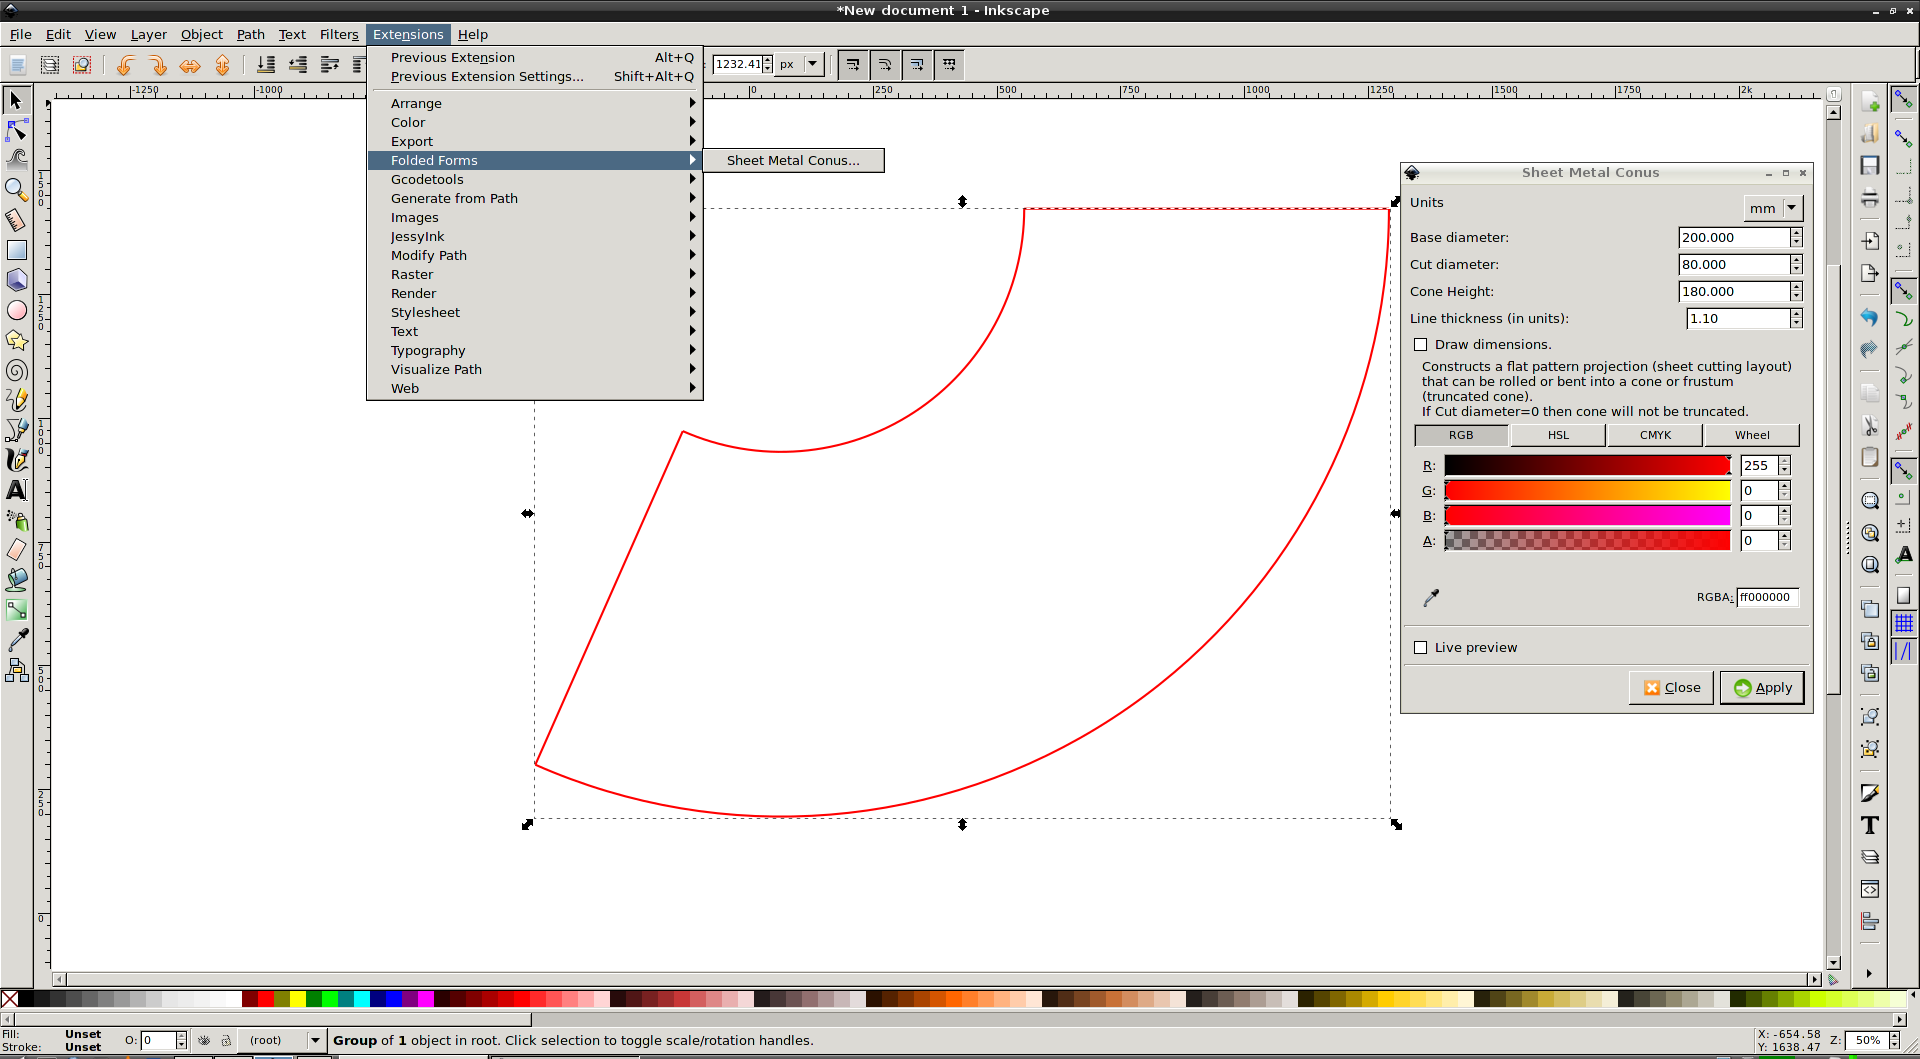 *New document 1 - Inkscape
File Edit View Layer Object Path Text Filters Extensions Help
1232.41 px
Previous Extension Alt+Q
Previous Extension Settings... Shift+Alt+Q
Arrange
Color
Export
Folded Forms
Gcodetools
Generate from Path
Images
JessyInk
Modify Path
Raster
Render
Stylesheet
Text
Typography
Visualize Path
Web
Sheet Metal Conus...
-1250 -1000 0 250 500 750 1000 1250 1500 1750 2k
1500
1250
1000
750
500
250
0
Sheet Metal Conus
Units mm
Base diameter: 200.000
Cut diameter: 80.000
Cone Height: 180.000
Line thickness (in units): 1.10
Draw dimensions.
Constructs a flat pattern projection (sheet cutting layout)
that can be rolled or bent into a cone or frustum
(truncated cone).
If Cut diameter=0 then cone will not be truncated.
RGB HSL CMYK Wheel
R: 255
G: 0
B: 0
A: 0
RGBA: ff000000
Live preview
Close Apply
Fill: Unset
Stroke: Unset
O: 0
(root)
Group of 1 object in root. Click selection to toggle scale/rotation handles.
X: -654.58
Y: 1638.47
Z: 50%